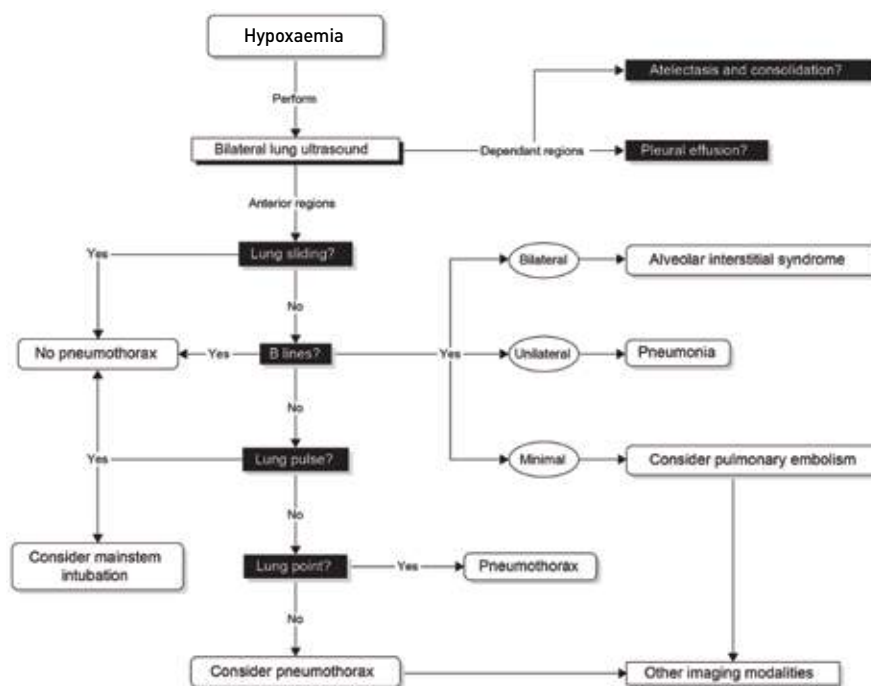 Hypoxaemia
Atelectasis and consolidation?
Perform
Bilateral lung ultrasound
Dependant regions
Pleural effusion?
Anterior regions
Yes
Lung sliding?
Bilateral
Alveolar interstitial syndrome
No
No pneumothorax
Yes
B lines?
Yes
Unilateral
Pneumonia
No
Yes
Lung pulse?
Minimal
Consider pulmonary embolism
No
Consider mainstem
intubation
Lung point?
Yes
Pneumothorax
No
Consider pneumothorax
Other imaging modalities